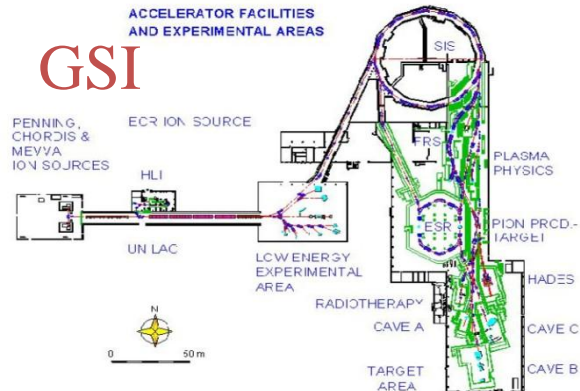 ACCELERATOR FACILITIES
AND EXPERIMENTAL AREAS
GSI
SIS
PENNING,
CHORDIS &
MEVVA
ION SOURCES
ECR ION SOURCE
HLI
UNILAC
LOW ENERGY
EXPERIMENTAL
AREA
FRS
ESR
PLASMA
PHYSICS
PION PROD.-
TARGET
HADES
RADIOTHERAPY
CAVE A
CAVE C
TARGET
AREA
CAVE B
N
0 50 m